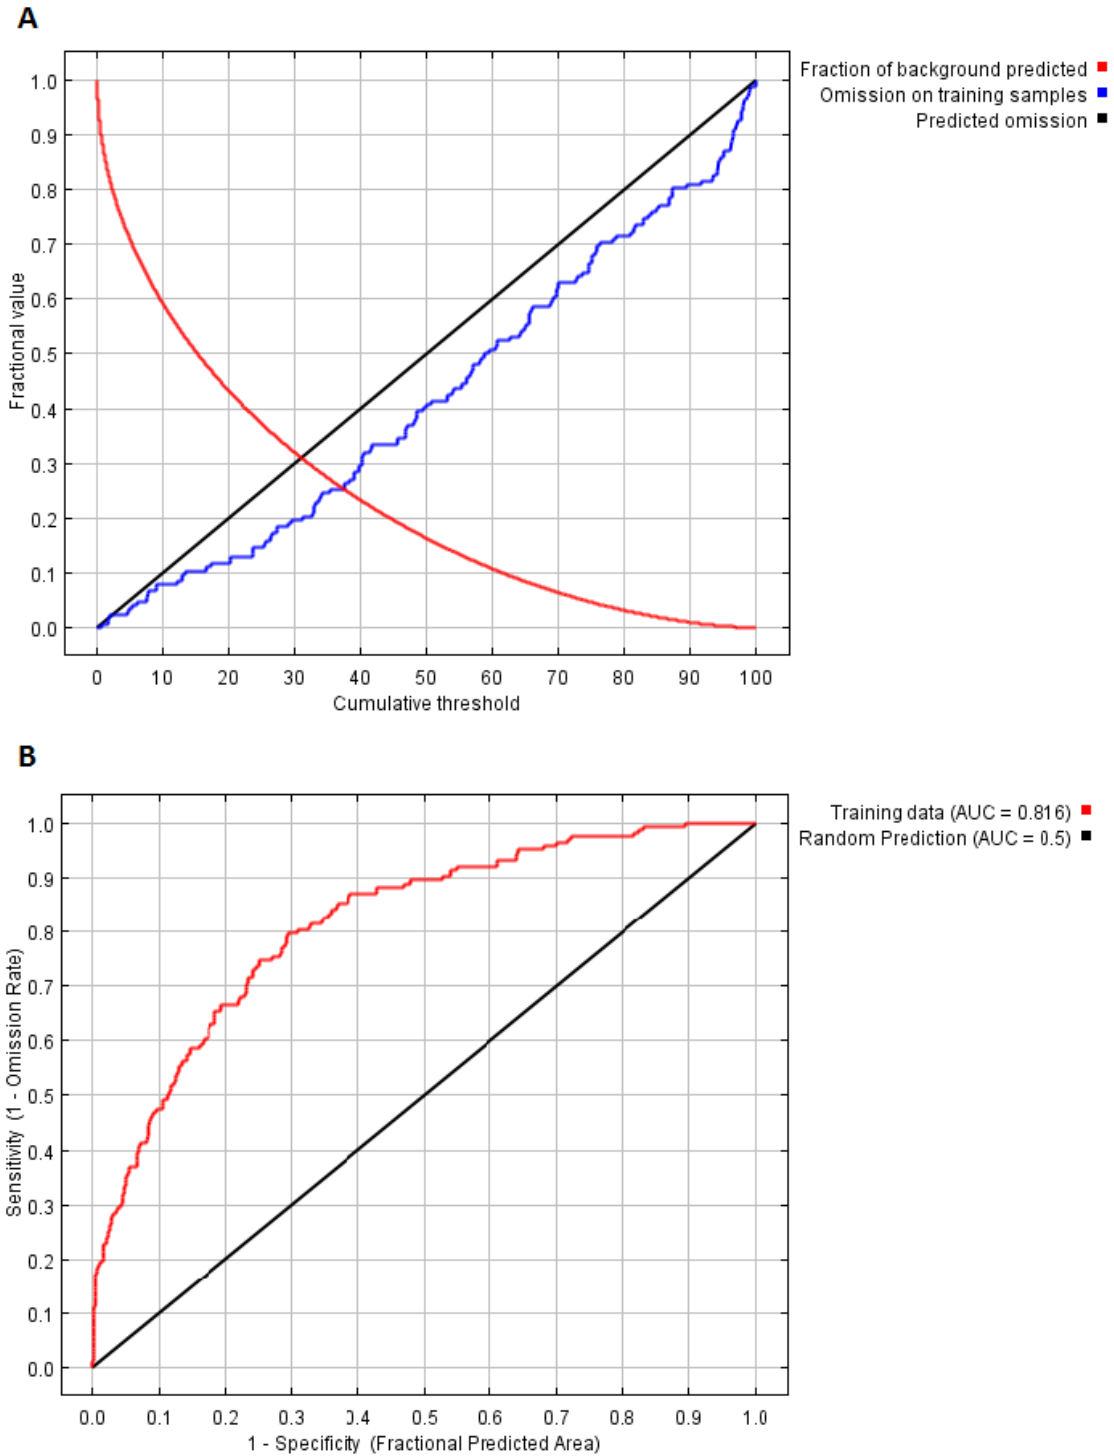 A
Fraction of background predicted
Omission on training samples
Predicted omission
1.0
0.9
0.8
0.7
0.6
0.5
0.4
0.3
0.2
0.1
0.0
Fractional value
0 10 20 30 40 50 60 70 80 90 100
Cumulative threshold
B
Training data (AUC = 0.816)
Random Prediction (AUC = 0.5)
1.0
0.9
0.8
0.7
0.6
0.5
0.4
0.3
0.2
0.1
0.0
Sensitivity (1 - Omission Rate)
0.0 0.1 0.2 0.3 0.4 0.5 0.6 0.7 0.8 0.9 1.0
1 - Specificity (Fractional Predicted Area)